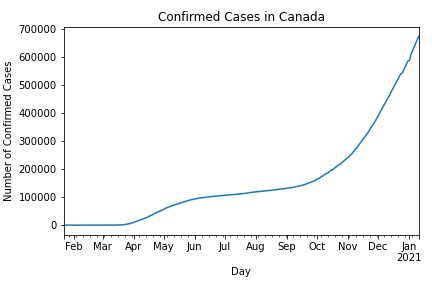 Confirmed Cases in Canada
700000
600000
500000
400000
300000
200000
100000
0
Number of Confirmed Cases
Feb Mar Apr May Jun Jul Aug Sep Oct Nov Dec Jan
2021
Day